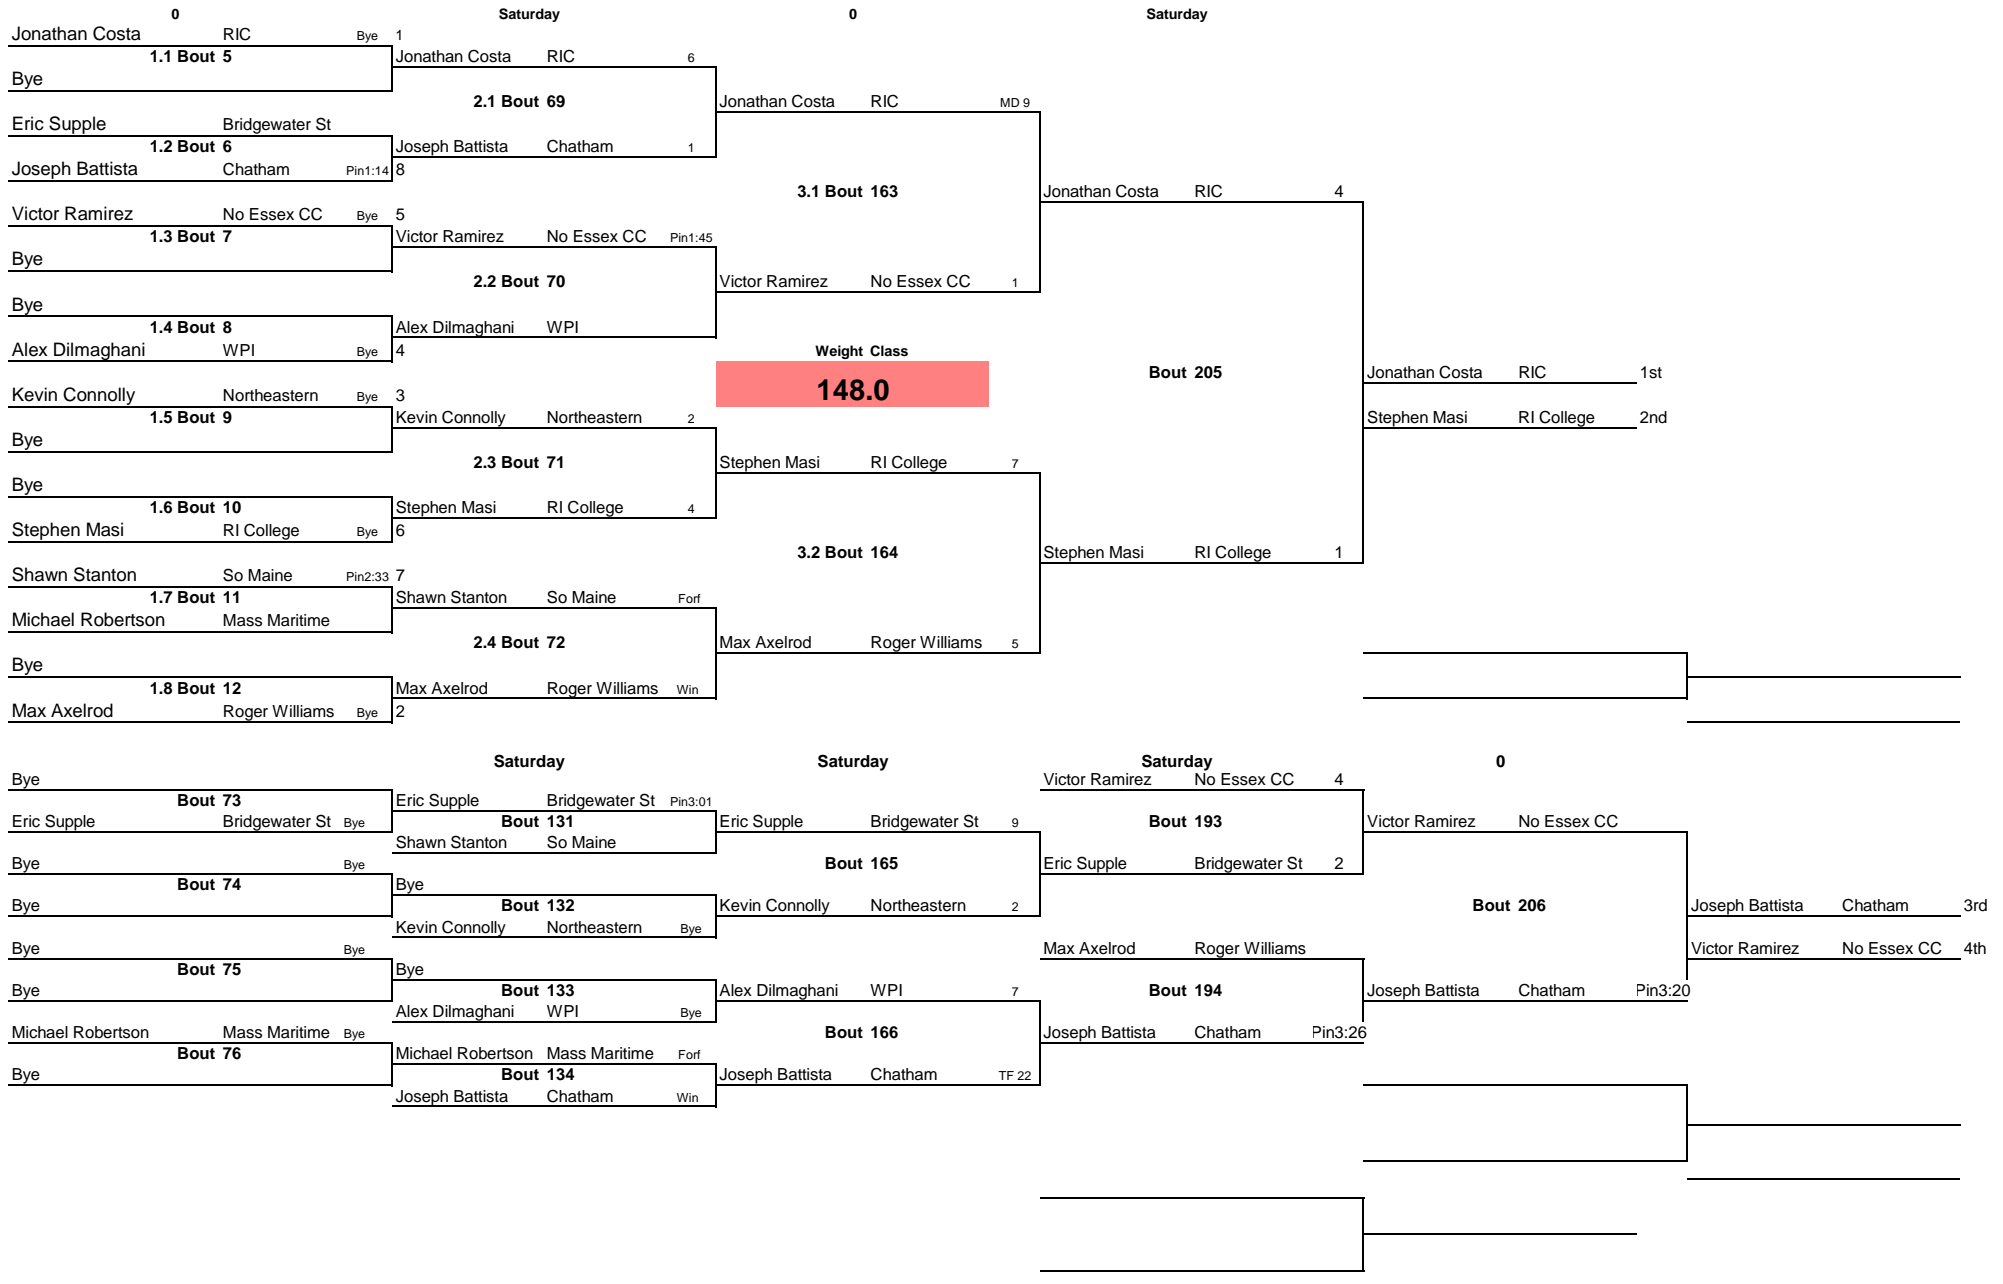 0 Saturday 0 Saturday
Jonathan Costa RIC Bye 1
1.1 Bout 5 Jonathan Costa RIC 6
Bye
2.1 Bout 69 Jonathan Costa RIC MD 9
Eric Supple Bridgewater St
1.2 Bout 6 Joseph Battista Chatham 1
Joseph Battista Chatham Pin1:14 8
3.1 Bout 163 Jonathan Costa RIC 4
Victor Ramirez No Essex CC Bye 5
1.3 Bout 7 Victor Ramirez No Essex CC Pin1:45
Bye
2.2 Bout 70 Victor Ramirez No Essex CC 1
Bye
1.4 Bout 8 Alex Dilmaghani WPI
Alex Dilmaghani WPI Bye 4 Weight Class
Bout 205 Jonathan Costa RIC 1st
Kevin Connolly Northeastern Bye 3 148.0
1.5 Bout 9 Kevin Connolly Northeastern 2 Stephen Masi RI College 2nd
Bye
2.3 Bout 71 Stephen Masi RI College 7
Bye
1.6 Bout 10 Stephen Masi RI College 4
Stephen Masi RI College Bye 6
3.2 Bout 164 Stephen Masi RI College 1
Shawn Stanton So Maine Pin2:33 7
1.7 Bout 11 Shawn Stanton So Maine Forf
Michael Robertson Mass Maritime
2.4 Bout 72 Max Axelrod Roger Williams 5
Bye
1.8 Bout 12 Max Axelrod Roger Williams Win
Max Axelrod Roger Williams Bye 2
Saturday Saturday Saturday 0
Bye Victor Ramirez No Essex CC 4
Bout 73 Eric Supple Bridgewater St Pin3:01
Eric Supple Bridgewater St Bye Bout 131 Eric Supple Bridgewater St 9 Bout 193 Victor Ramirez No Essex CC
Shawn Stanton So Maine
Bye Bye Bout 165 Eric Supple Bridgewater St 2
Bout 74 Bye
Bye Bout 132 Kevin Connolly Northeastern 2 Bout 206 Joseph Battista Chatham 3rd
Kevin Connolly Northeastern Bye
Bye Bye Max Axelrod Roger Williams Victor Ramirez No Essex CC 4th
Bout 75 Bye
Bye Bout 133 Alex Dilmaghani WPI 7 Bout 194 Joseph Battista Chatham Pin3:20
Alex Dilmaghani WPI Bye
Michael Robertson Mass Maritime Bye Bout 166 Joseph Battista Chatham Pin3:26
Bout 76 Michael Robertson Mass Maritime Forf
Bye Bout 134 Joseph Battista Chatham TF 22
Joseph Battista Chatham Win